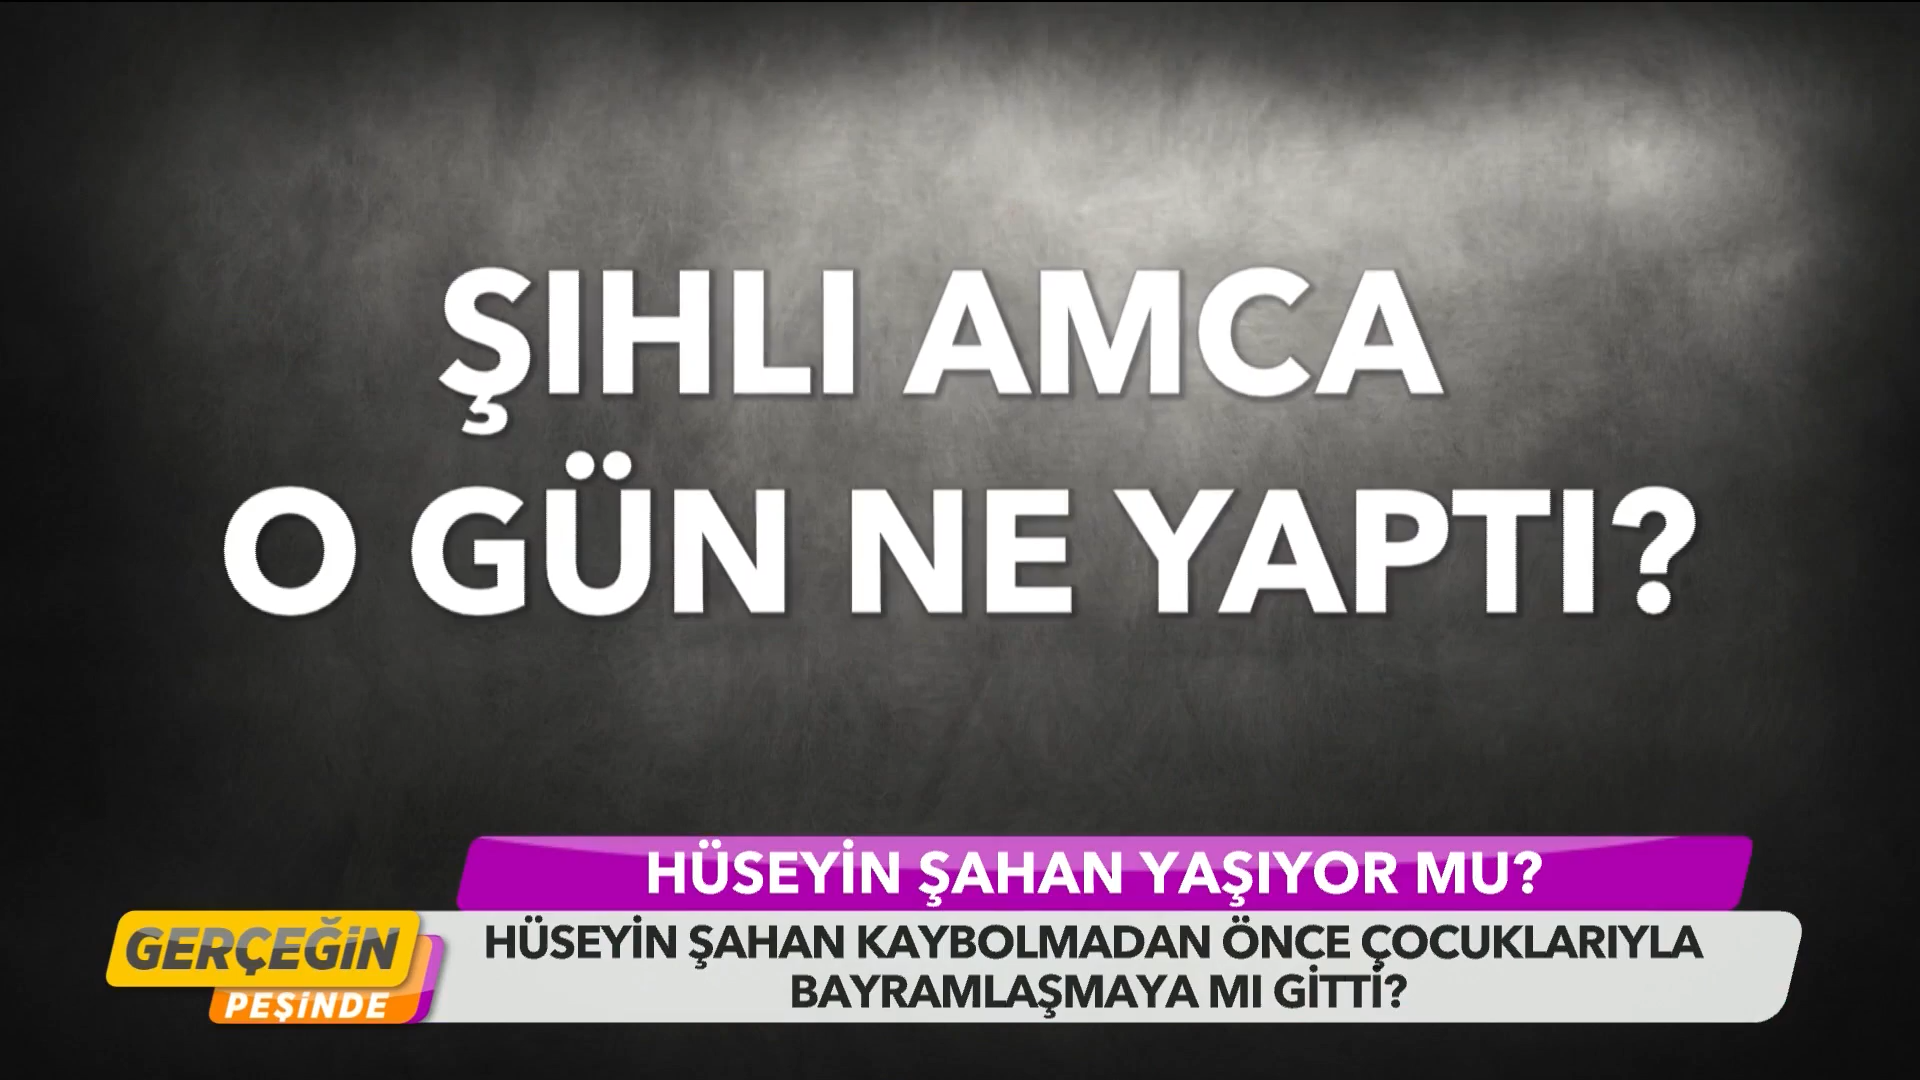 ŞIHLI AMCA
O GÜN NE YAPTI?
HÜSEYİN ŞAHAN YAŞIYOR MU?
GERÇEĞİN
PEŞİNDE
HÜSEYİN ŞAHAN KAYBOLMADAN ÖNCE ÇOCUKLARIYLA
BAYRAMLAŞMAYA MI GİTTİ?